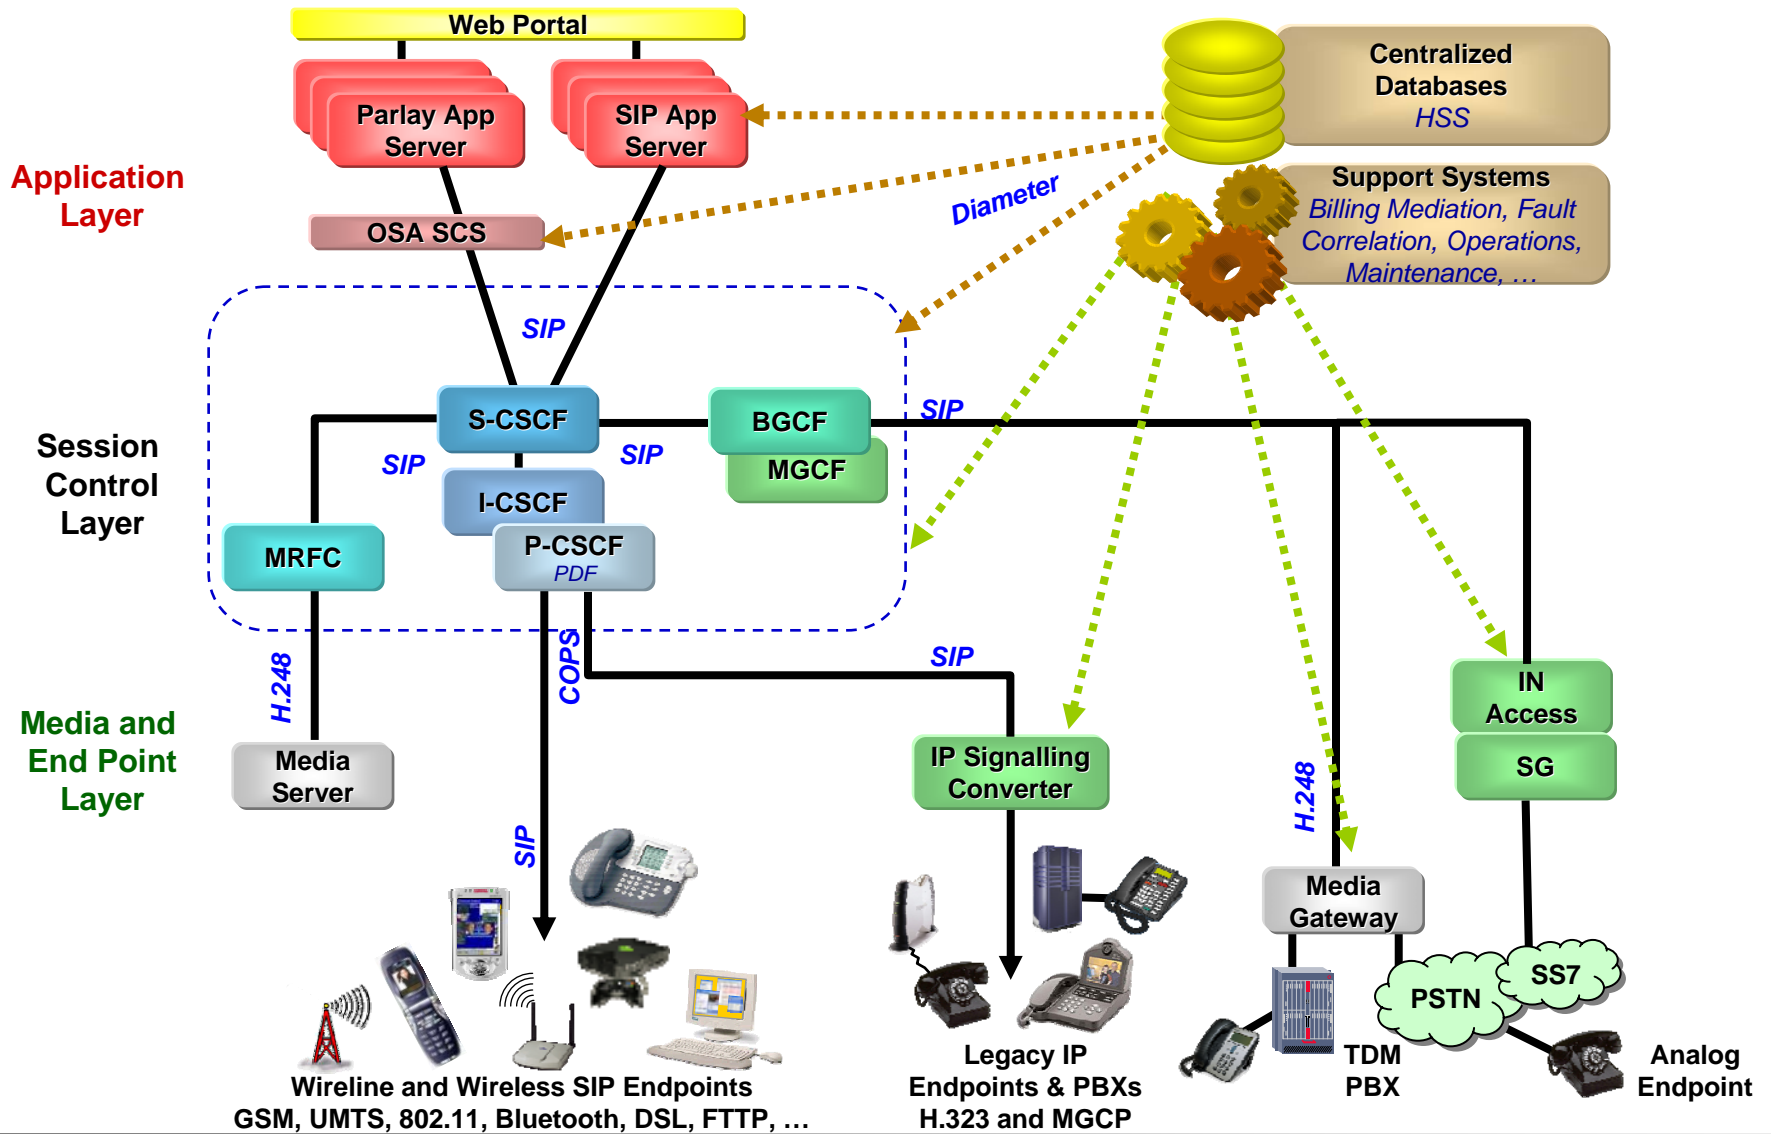 Web Portal
Parlay App
Server
SIP App
Server
Centralized
Databases
HSS
Application
Layer
OSA SCS
Diameter
Support Systems
Billing Mediation, Fault
Correlation, Operations,
Maintenance, …
SIP
S-CSCF
BGCF
SIP
MGCF
SIP
SIP
I-CSCF
Session
Control
Layer
MRFC
P-CSCF
PDF
H.248
COPS
SIP
IN
Access
SG
Media and
End Point
Layer
Media
Server
IP Signalling
Converter
H.248
SIP
Media
Gateway
PSTN
SS7
Wireline and Wireless SIP Endpoints
GSM, UMTS, 802.11, Bluetooth, DSL, FTTP, …
Legacy IP
Endpoints & PBXs
H.323 and MGCP
TDM
PBX
Analog
Endpoint